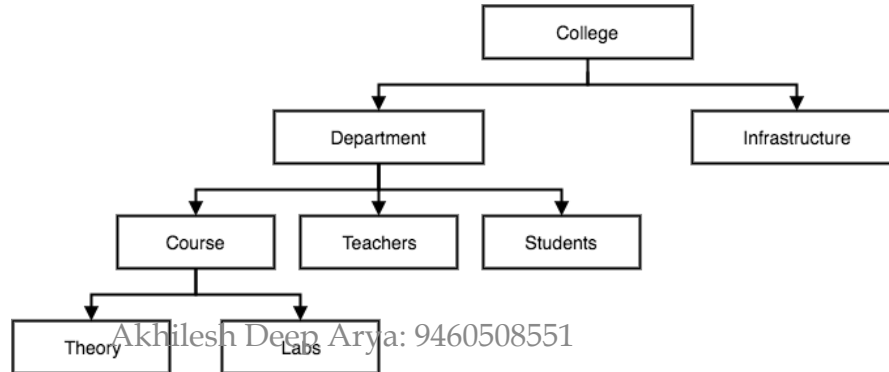 College
Department
Infrastructure
Course
Teachers
Students
Theory
Labs
Akhilesh Deep Arya: 9460508551